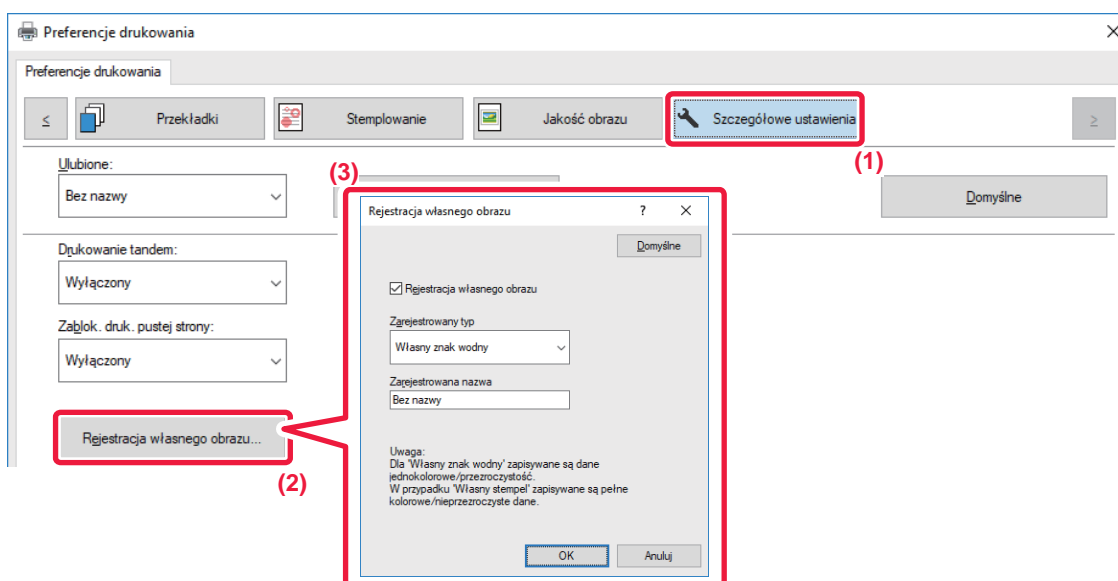 Preferencje drukowania
Preferencje drukowania
<
Przekładki
Stemplowanie
Jakość obrazu
Szczegółowe ustawienia
>
(1)
Ulubione:
Bez nazwy
Domyślne
Drukowanie tandem:
Wyłączony
Zablok. druk. pustej strony:
Wyłączony
Rejestracja własnego obrazu...
(2)
(3)
Rejestracja własnego obrazu
?
Domyślne
Rejestracja własnego obrazu
Zarejestrowany typ
Własny znak wodny
Zarejestrowana nazwa
Bez nazwy
Uwaga:
Dla 'Własny znak wodny' zapisywane są dane
jednokolorowe/przezroczystość.
W przypadku 'Własny stempel' zapisywane są pełne
kolorowe/nieprzezroczyste dane.
OK
Anuluj